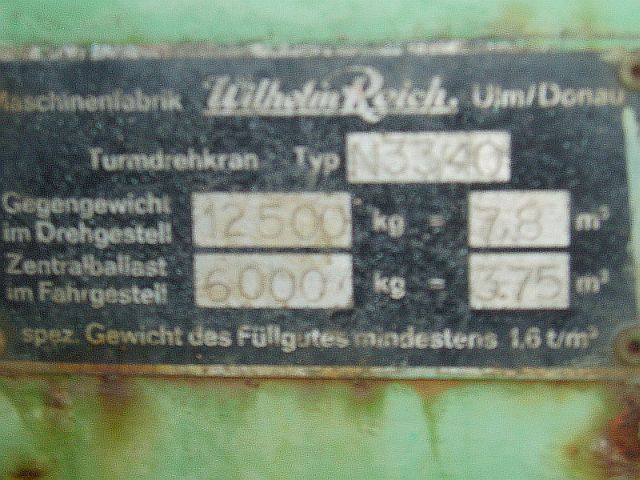 Maschinenfabrik Wilhelm Reich, Ulm/Donau
Turmdrehkran Typ N3340
Gegengewicht im Drehgestell 12500 kg = 7,8 m³
Zentralballast im Fahrgestell 6000 kg = 3.75 m³
spez. Gewicht des Füllgutes mindestens 1,6 t/m³